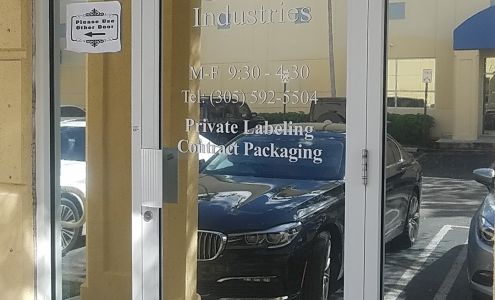 Please Use
Other Door
Industries
M-F 9:30 - 4:30
Tel: (305) 592-5504
Private Labeling
Contract Packaging